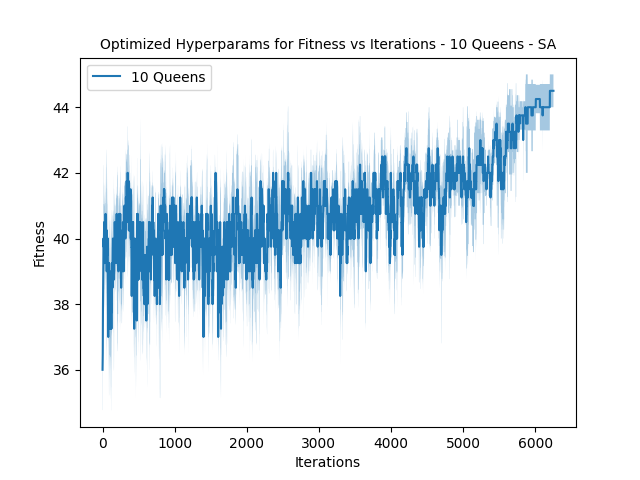 Optimized Hyperparams for Fitness vs Iterations - 10 Queens - SA
10 Queens
44
42
40
38
36
Fitness
0 1000 2000 3000 4000 5000 6000
Iterations